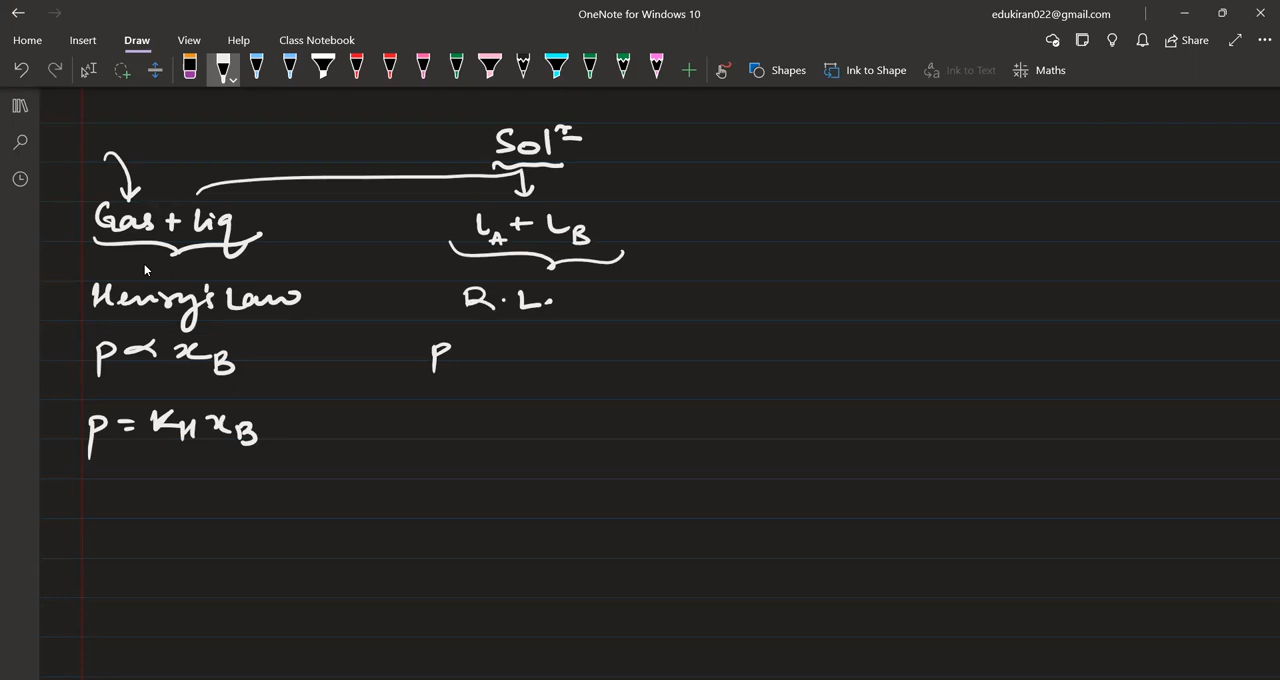 OneNote for Windows 10
edukiran022@gmail.com
Home Insert Draw View Help Class Notebook
Share
Shapes Ink to Shape Ink to Text Maths
Solⁿ
Gas + Liq L_A + L_B
Henry's Law R.L.
p ∝ x_B p
p = K_H x_B